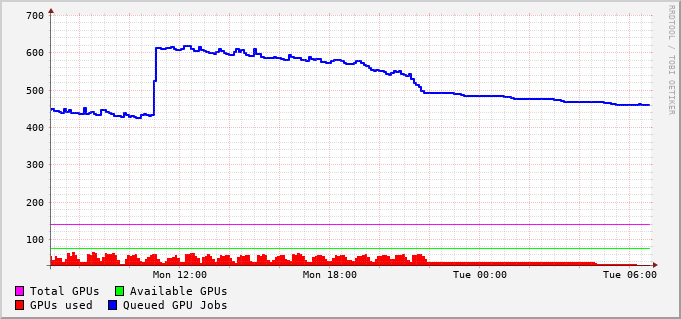 700
600
500
400
300
200
100
Mon 12:00 Mon 18:00 Tue 00:00 Tue 06:00
Total GPUs Available GPUs
GPUs used Queued GPU Jobs
RRDTOOL / TOBI OETIKER